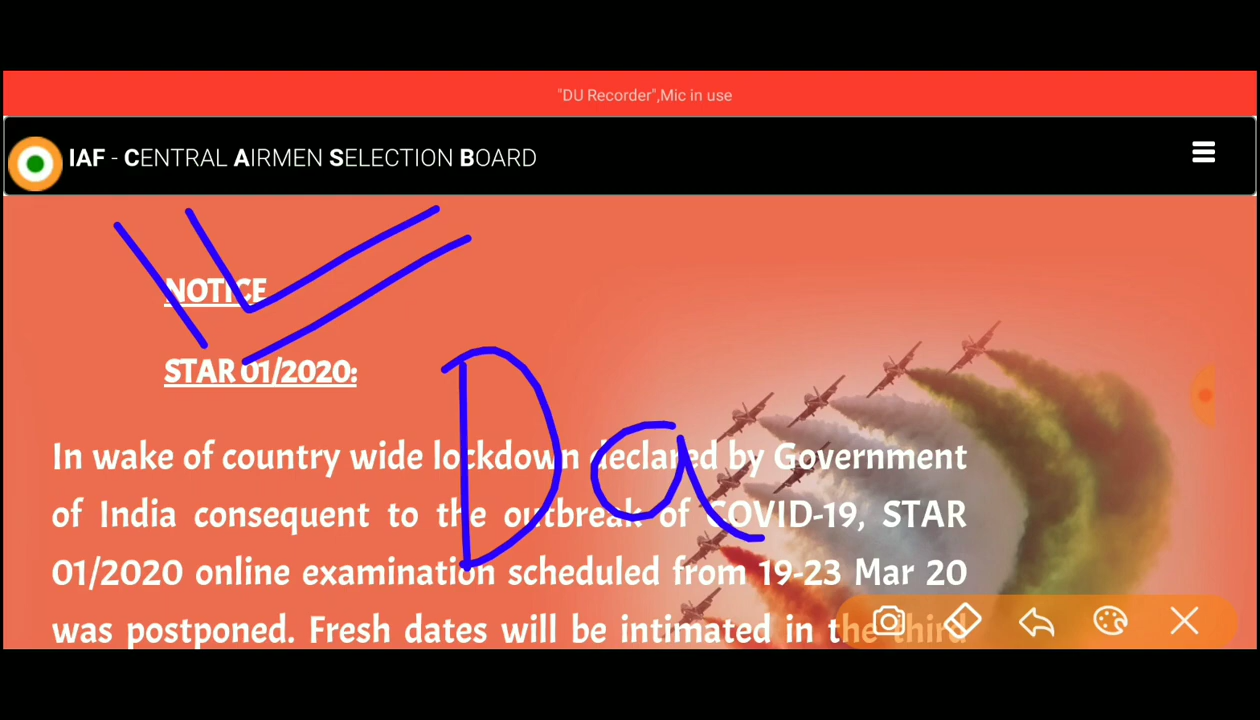 "DU Recorder",Mic in use
IAF - CENTRAL AIRMEN SELECTION BOARD
NOTICE
STAR 01/2020:
Da
In wake of country wide lockdown declared by Government
of India consequent to the outbreak of COVID-19, STAR
01/2020 online examination scheduled from 19-23 Mar 20
was postponed. Fresh dates will be intimated in the third